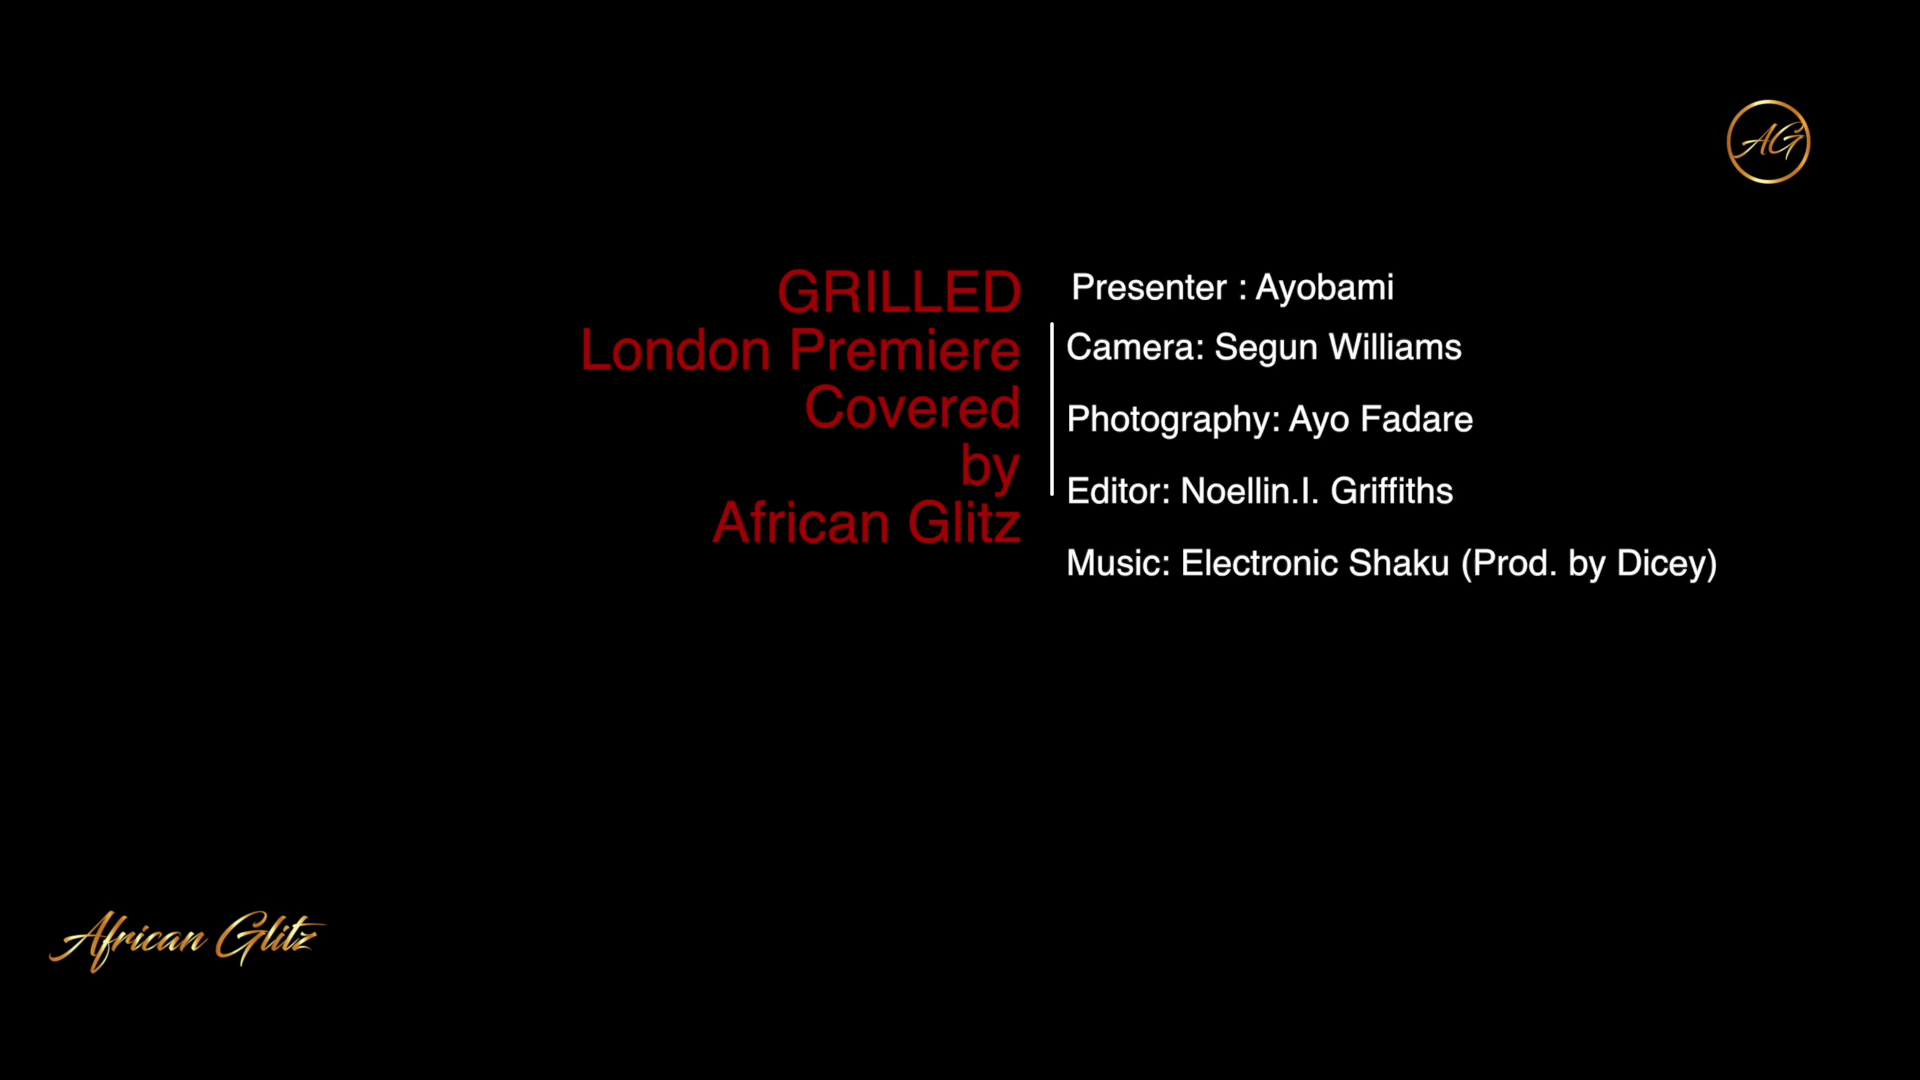 AG
GRILLED
London Premiere
Covered
by
African Glitz
Presenter : Ayobami
Camera: Segun Williams
Photography: Ayo Fadare
Editor: Noellin.I. Griffiths
Music: Electronic Shaku (Prod. by Dicey)
African Glitz